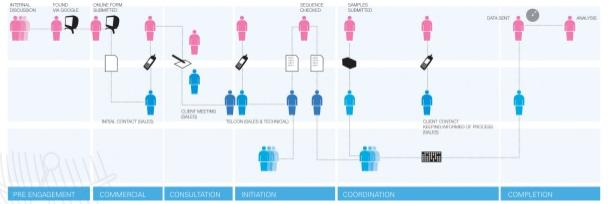 INTERNAL
DISCUSSION
FOUND
VIA GOOGLE
ONLINE FORM
SUBMITTED
SEQUENCE
CHECKED
SAMPLES
SUBMITTED
DATA SENT
ANALYSIS
INITIAL CONTACT (SALES)
CLIENT MEETING
(SALES)
TELCON (SALES & TECHNICAL)
CLIENT CONTACT
KEEPING INFORMED OF PROCESS
(SALES)
PRE ENGAGEMENT
COMMERCIAL
CONSULTATION
INITIATION
COORDINATION
COMPLETION